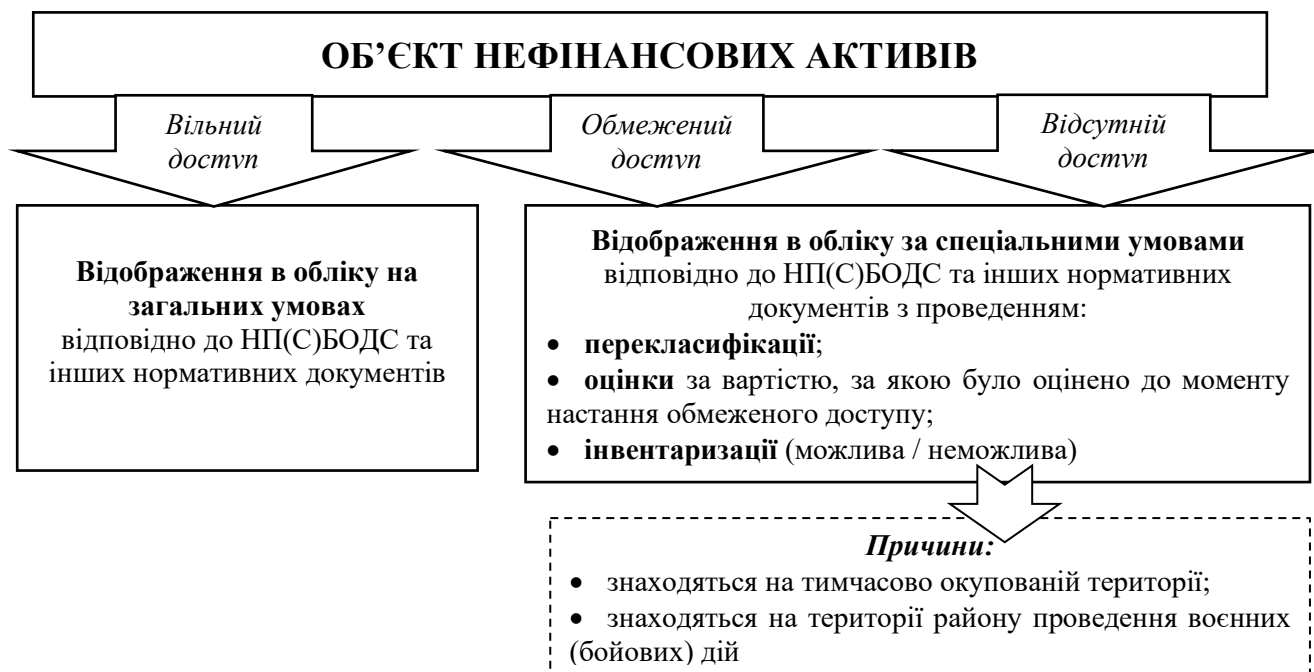 ОБ’ЄКТ НЕФІНАНСОВИХ АКТИВІВ
Вільний
доступ
Обмежений
доступ
Відсутній
доступ
Відображення в обліку на
загальних умовах
відповідно до НП(С)БОДС та
інших нормативних документів
Відображення в обліку за спеціальними умовами
відповідно до НП(С)БОДС та інших нормативних
документів з проведенням:
• перекласифікації;
• оцінки за вартістю, за якою було оцінено до моменту
настання обмеженого доступу;
• інвентаризації (можлива / неможлива)
Причини:
• знаходяться на тимчасово окупованій території;
• знаходяться на території району проведення воєнних
(бойових) дій